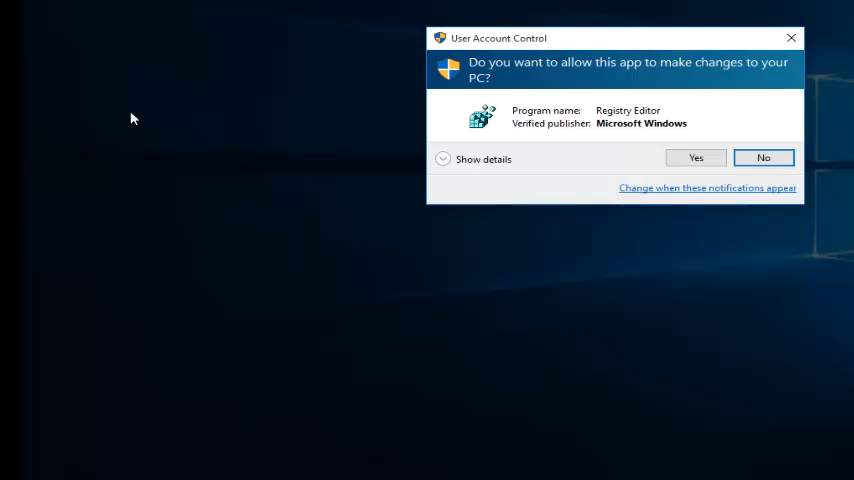 User Account Control
Do you want to allow this app to make changes to your
PC?
Program name: Registry Editor
Verified publisher: Microsoft Windows
Show details
Yes
No
Change when these notifications appear